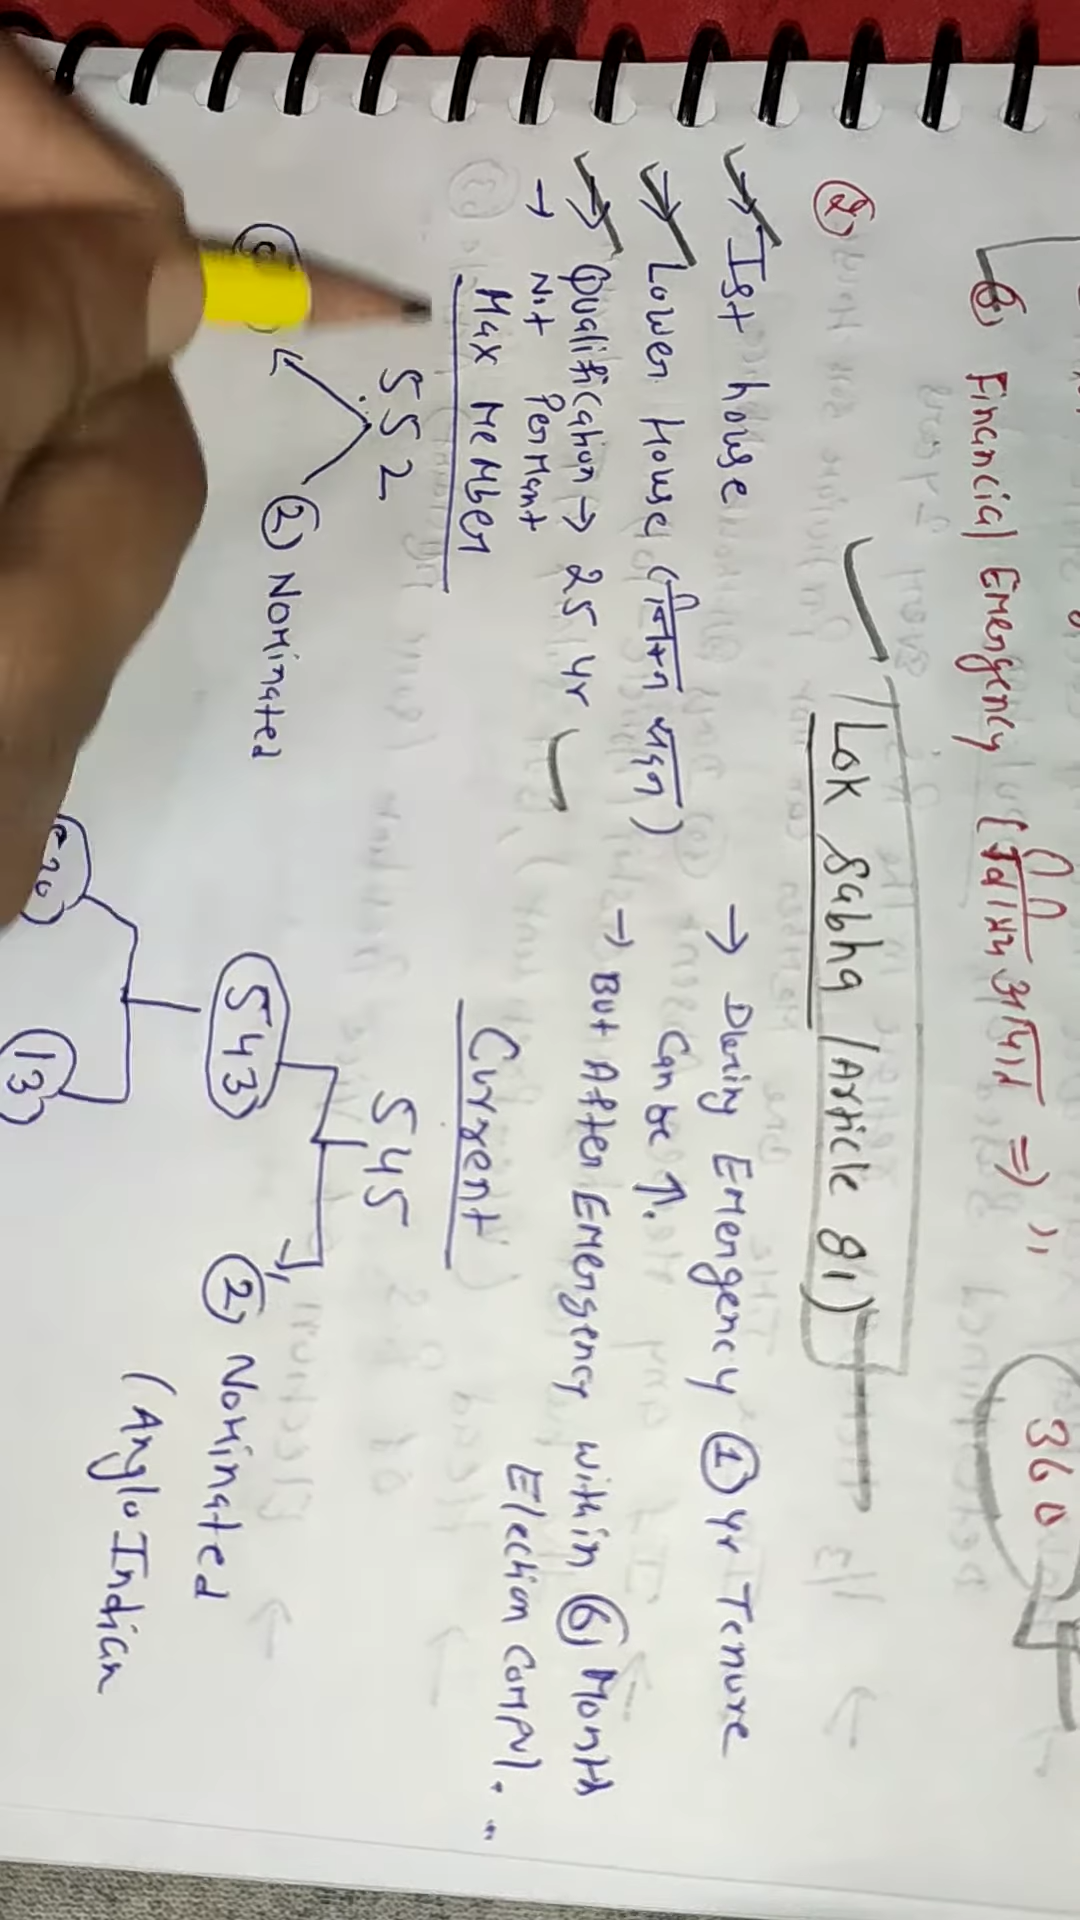 ③ Financial Emergency (वित्तीय आपात ⇒) "
360
②
Lok Sabha (Article 81)
→ Ist house
→ Lower House (निम्न सदन)
→ Qualification → 25 yr
→ Not PerMant
→ During Emergency ① yr Tenure
Can be ↑.
→ But After Emergency within ⑥ Month
Election Compl. ..
Max Member
552
② Nominated
Current
545
543
② Nominated
(Anglo Indian
530
13